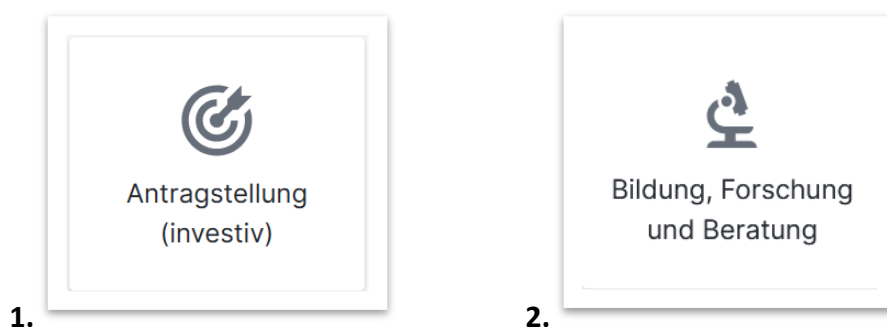 Antragstellung
(investiv)
1.
Bildung, Forschung
und Beratung
2.